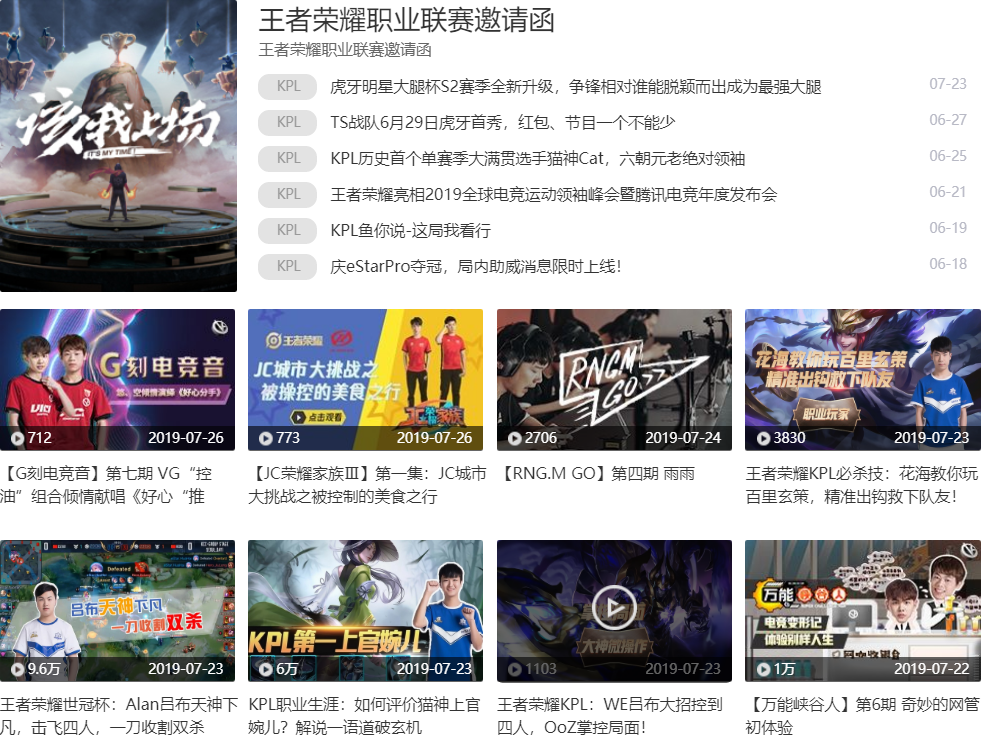 王者荣耀职业联赛邀请函
王者荣耀职业联赛邀请函
该我上场
IT'S MY TIME!
KPL 虎牙明星大腿杯S2赛季全新升级，争锋相对谁能脱颖而出成为最强大腿 07-23
KPL TS战队6月29日虎牙首秀，红包、节目一个不能少 06-27
KPL KPL历史首个单赛季大满贯选手猫神Cat，六朝元老绝对领袖 06-25
KPL 王者荣耀亮相2019全球电竞运动领袖峰会暨腾讯电竞年度发布会 06-21
KPL KPL鱼你说-这局我看行 06-19
KPL 庆eStarPro夺冠，局内助威消息限时上线！ 06-18
G刻电竞音
空倾情演绎《好心分手》
712 2019-07-26
【G刻电竞音】第七期 VG“控
油”组合倾情献唱《好心“推
王者荣耀
JC城市大挑战之
被操控的美食之行
点击观看
荣耀家族
773 2019-07-26
【JC荣耀家族Ⅲ】第一集：JC城市
大挑战之被控制的美食之行
RNG.M
GO>>
2706 2019-07-24
【RNG.M GO】第四期 雨雨
花海教你玩百里玄策
精准出钩救下队友
职业玩家
3830 2019-07-23
王者荣耀KPL必杀技：花海教你玩
百里玄策，精准出钩救下队友！
Defeated
吕布天神下凡
一刀收割双杀
9.6万 2019-07-23
王者荣耀世冠杯：Alan吕布天神下
凡，击飞四人，一刀收割双杀
KPL第一上官婉儿
6万 2019-07-23
KPL职业生涯：如何评价猫神上官
婉儿？解说一语道破玄机
大神微操作
1103 2019-07-23
王者荣耀KPL：WE吕布大招控到
四人，OoZ掌控局面！
万能
电竞变形记
体验别样人生
1万 2019-07-22
【万能峡谷人】第6期 奇妙的网管
初体验